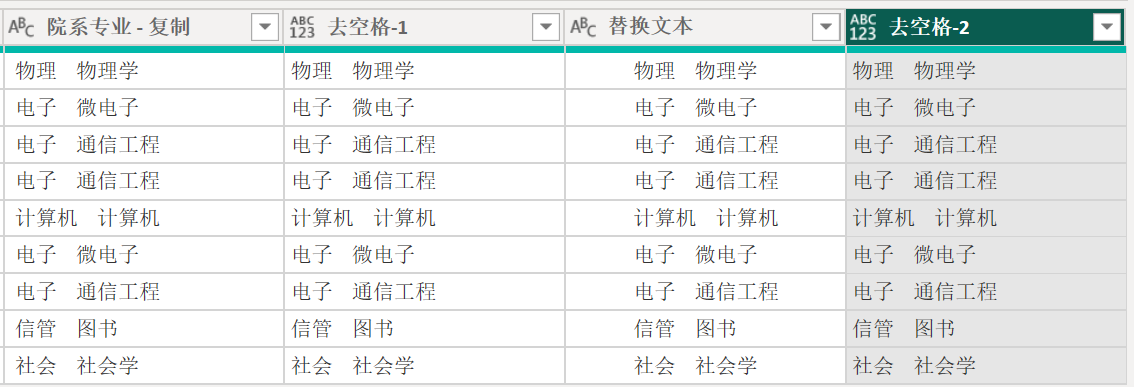 ABC 院系专业 - 复制 ABC 123 去空格-1 ABC 替换文本 ABC 123 去空格-2
物理 物理学 物理 物理学 物理 物理学 物理 物理学
电子 微电子 电子 微电子 电子 微电子 电子 微电子
电子 通信工程 电子 通信工程 电子 通信工程 电子 通信工程
电子 通信工程 电子 通信工程 电子 通信工程 电子 通信工程
计算机 计算机 计算机 计算机 计算机 计算机 计算机 计算机
电子 微电子 电子 微电子 电子 微电子 电子 微电子
电子 通信工程 电子 通信工程 电子 通信工程 电子 通信工程
信管 图书 信管 图书 信管 图书 信管 图书
社会 社会学 社会 社会学 社会 社会学 社会 社会学